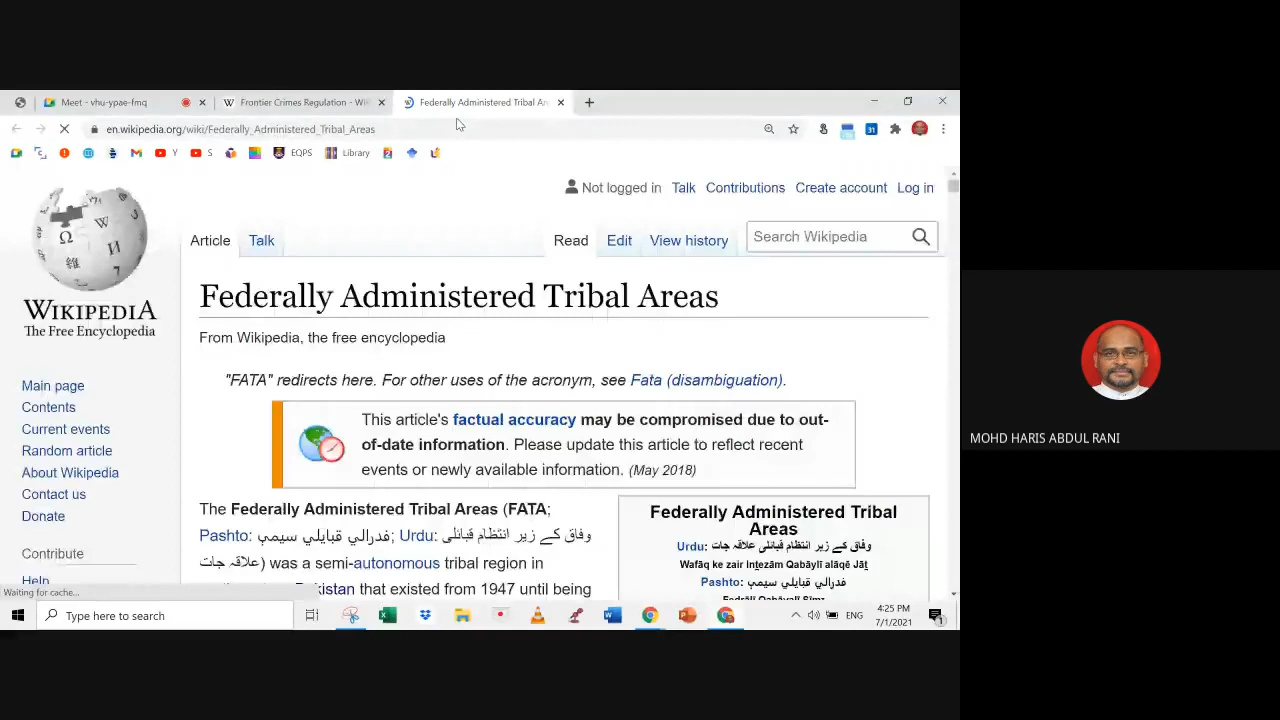 Meet - vhu-ypae-fmq
Frontier Crimes Regulation - Wi
Federally Administered Tribal Ar
en.wikipedia.org/wiki/Federally_Administered_Tribal_Areas
31
Y
S
EQPS
Library
Not logged in Talk Contributions Create account Log in
Article Talk Read Edit View history
Search Wikipedia
WIKIPEDIA
The Free Encyclopedia
Federally Administered Tribal Areas
From Wikipedia, the free encyclopedia
"FATA" redirects here. For other uses of the acronym, see Fata (disambiguation).
This article's factual accuracy may be compromised due to out-
of-date information. Please update this article to reflect recent
events or newly available information. (May 2018)
Main page
Contents
Current events
Random article
About Wikipedia
Contact us
Donate
Contribute
Help
The Federally Administered Tribal Areas (FATA;
Pashto: فدرالي قبايلي سيمې; Urdu: وفاق کے زیر انتظام قبائلی
علاقہ جات) was a semi-autonomous tribal region in
Pakistan that existed from 1947 until being
Federally Administered Tribal
Areas
Urdu: وفاق کے زیر انتظام قبائلی علاقہ جات
Wafāq ke zair Intezām Qabāylī alāqē Jāt
Pashto: فدرالي قبايلي سيمې
Waiting for cache...
Type here to search
ENG
4:25 PM
7/1/2021
1
MOHD HARIS ABDUL RANI